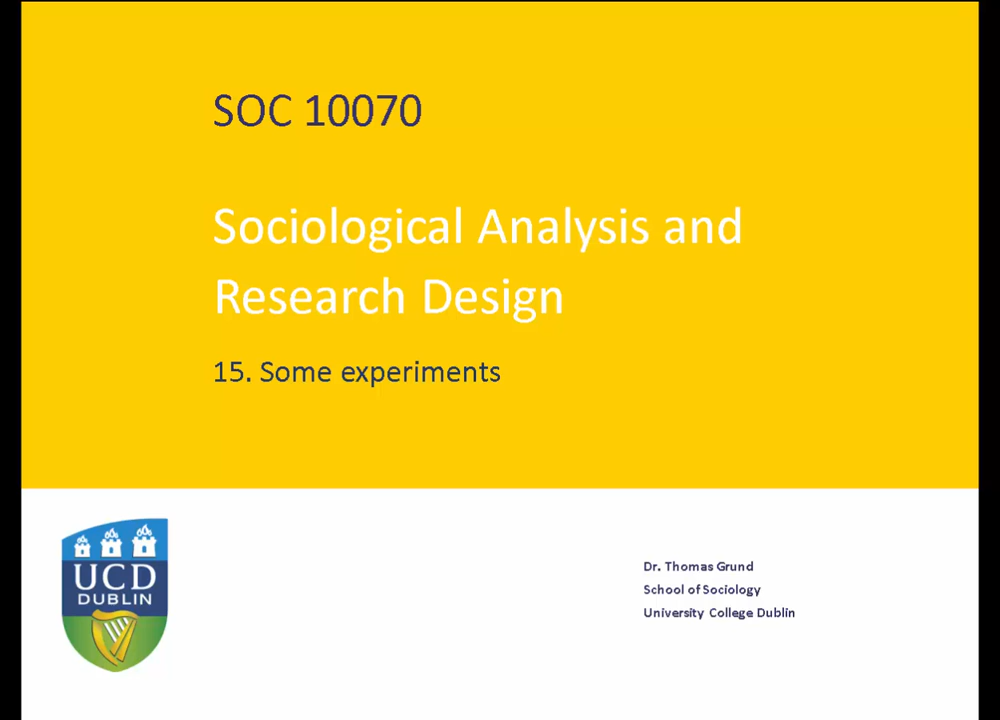 SOC 10070
Sociological Analysis and
Research Design
15. Some experiments
UCD
DUBLIN
Dr. Thomas Grund
School of Sociology
University College Dublin